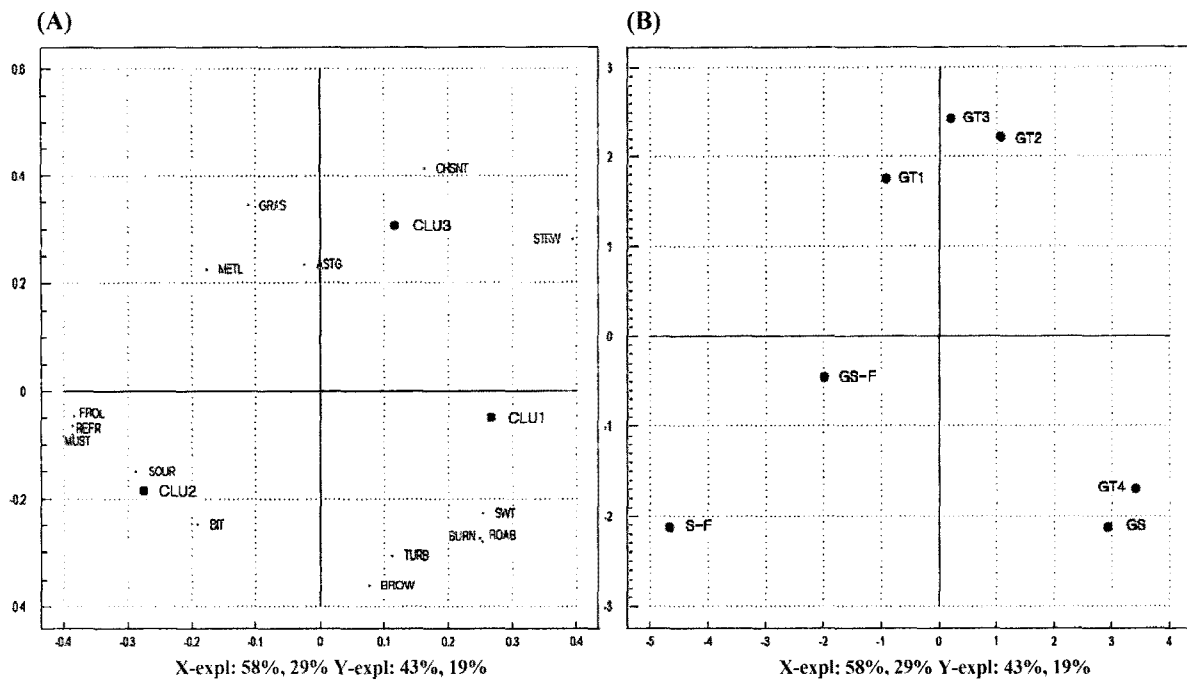 (A)
(B)
0.6
0.4
0.2
0
0.2
0.4
-0.4
-0.3
-0.2
-0.1
0
0.1
0.2
0.3
0.4
CHSNT
GRAS
CLU3
STEW
METL
ASTG
FROL
REFR
MUST
CLU1
SOUR
CLU2
BIT
SWT
BURN
ROAB
TURB
BROW
X-expl: 58%, 29% Y-expl: 43%, 19%
3
2
1
0
-1
-2
-3
-5
-4
-3
-2
-1
0
1
2
3
4
GT3
GT2
GT1
GS-F
GT4
S-F
GS
X-expl: 58%, 29% Y-expl: 43%, 19%